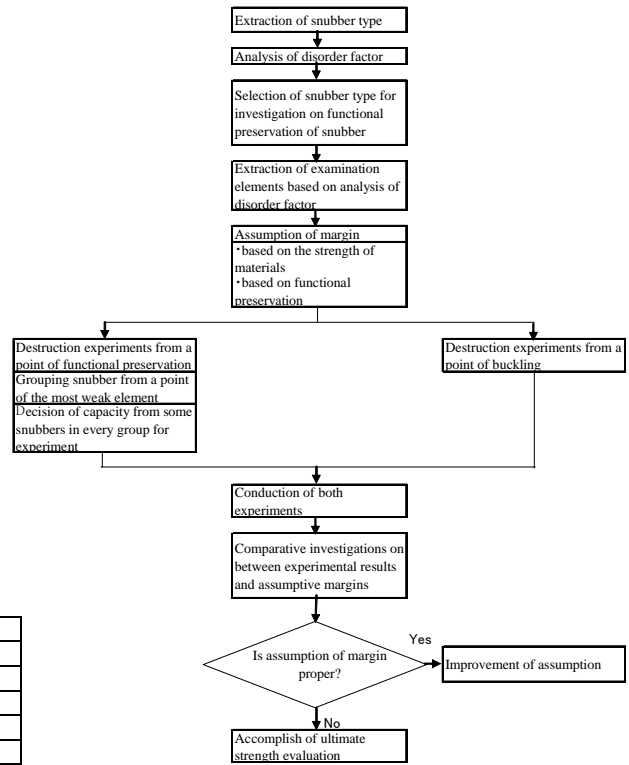 Extraction of snubber type
Analysis of disorder factor
Selection of snubber type for
investigation on functional
preservation of snubber
Extraction of examination
elements based on analysis of
disorder factor
Assumption of margin
・based on the strength of
materials
・based on functional
preservation
Destruction experiments from a
point of functional preservation
Grouping snubber from a point
of the most weak element
Decision of capacity from some
snubbers in every group for
experiment
Destruction experiments from a
point of buckling
Conduction of both
experiments
Comparative investigations on
between experimental results
and assumptive margins
Is assumption of margin
proper?
Yes
Improvement of assumption
No
Accomplish of ultimate
strength evaluation